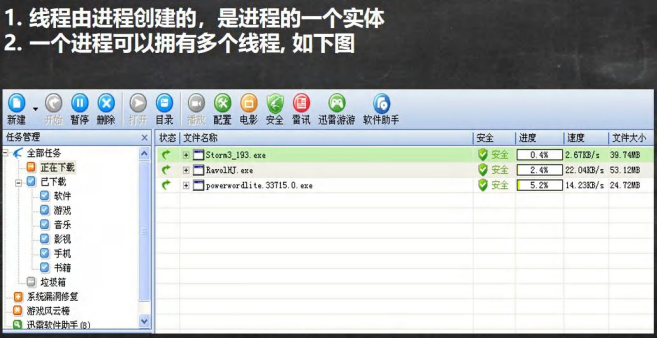 1. 线程由进程创建的，是进程的一个实体
2. 一个进程可以拥有多个线程, 如下图
新建 开始 暂停 删除 打开 目录 配置 电影 安全 雷讯 迅雷游游 软件助手
任务管理 ×
状态 文件名称 安全 进度 速度 文件大小
全部任务
正在下载
已下载
软件
游戏
音乐
影视
手机
书籍
垃圾箱
系统漏洞修复
游戏风云榜
迅雷软件助手(8)
Storm3_193.exe 安全 0.4% 2.67KB/s 39.74MB
RavolHJ.exe 安全 2.4% 22.04KB/s 53.12MB
powerwordlite.33715.0.exe 安全 5.2% 14.23KB/s 24.72MB